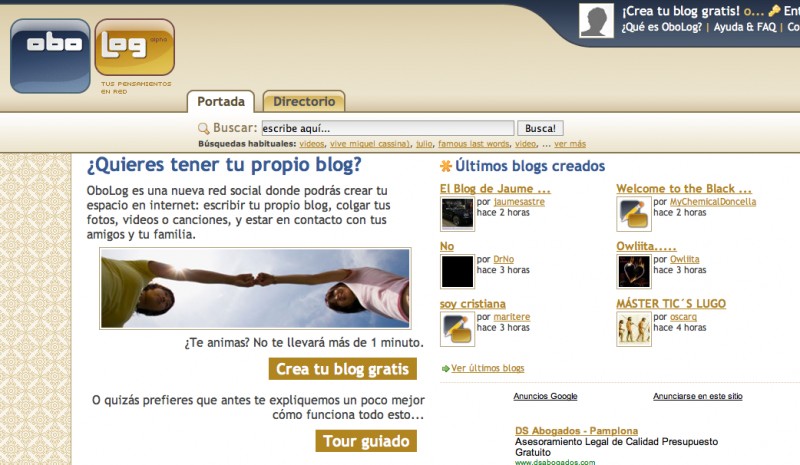 obo Log alpha
TUS PENSAMIENTOS
EN RED
¡Crea tu blog gratis! o...
¿Qué es OboLog? | Ayuda & FAQ |
Portada
Directorio
Buscar: escribe aquí... Busca!
Búsquedas habituales: videos, vive miquel cassina), julio, famous last words, video, ... ver más
¿Quieres tener tu propio blog?
OboLog es una nueva red social donde podrás crear tu
espacio en internet: escribir tu propio blog, colgar tus
fotos, videos o canciones, y estar en contacto con tus
amigos y tu familia.
¿Te animas? No te llevará más de 1 minuto.
Crea tu blog gratis
O quizás prefieres que antes te expliquemos un poco mejor
cómo funciona todo esto...
Tour guiado
Últimos blogs creados
El Blog de Jaume ...
por jaumesastre
hace 2 horas
Welcome to the Black ...
por MyChemicalDoncella
hace 2 horas
No
por DrNo
hace 3 horas
Owliita.....
por Owliita
hace 3 horas
soy cristiana
por maritere
hace 3 horas
MÁSTER TIC´S LUGO
por oscarq
hace 4 horas
Ver últimos blogs
Anuncios Google
Anunciarse en este sitio
DS Abogados - Pamplona
Asesoramiento Legal de Calidad Presupuesto
Gratuito
www.dsabogados.com